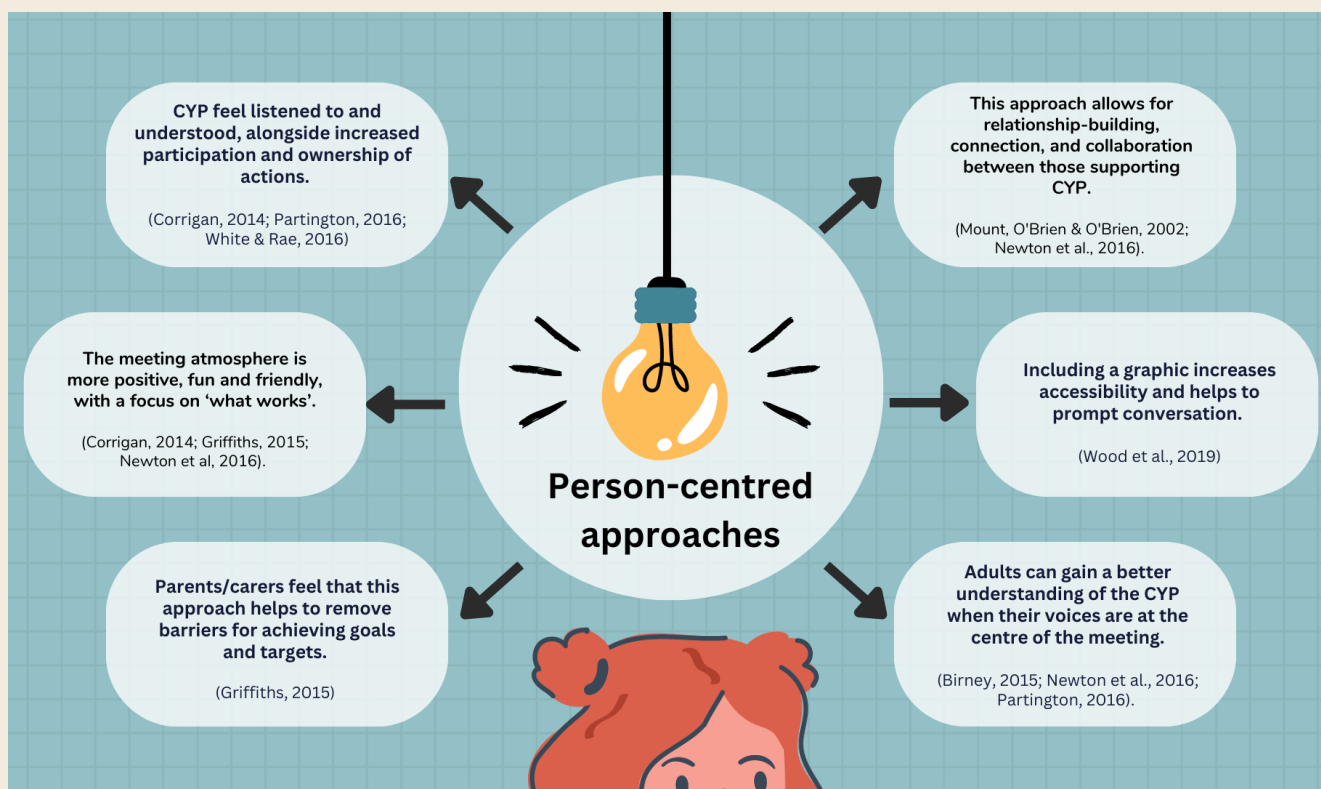 CYP feel listened to and
understood, alongside increased
participation and ownership of
actions.
(Corrigan, 2014; Partington, 2016;
White & Rae, 2016)
This approach allows for
relationship-building,
connection, and collaboration
between those supporting
CYP.
(Mount, O'Brien & O'Brien, 2002;
Newton et al., 2016).
The meeting atmosphere is
more positive, fun and friendly,
with a focus on ‘what works’.
(Corrigan, 2014; Griffiths, 2015;
Newton et al, 2016).
Including a graphic increases
accessibility and helps to
prompt conversation.
(Wood et al., 2019)
Person-centred
approaches
Parents/carers feel that this
approach helps to remove
barriers for achieving goals
and targets.
(Griffiths, 2015)
Adults can gain a better
understanding of the CYP
when their voices are at the
centre of the meeting.
(Birney, 2015; Newton et al., 2016;
Partington, 2016).